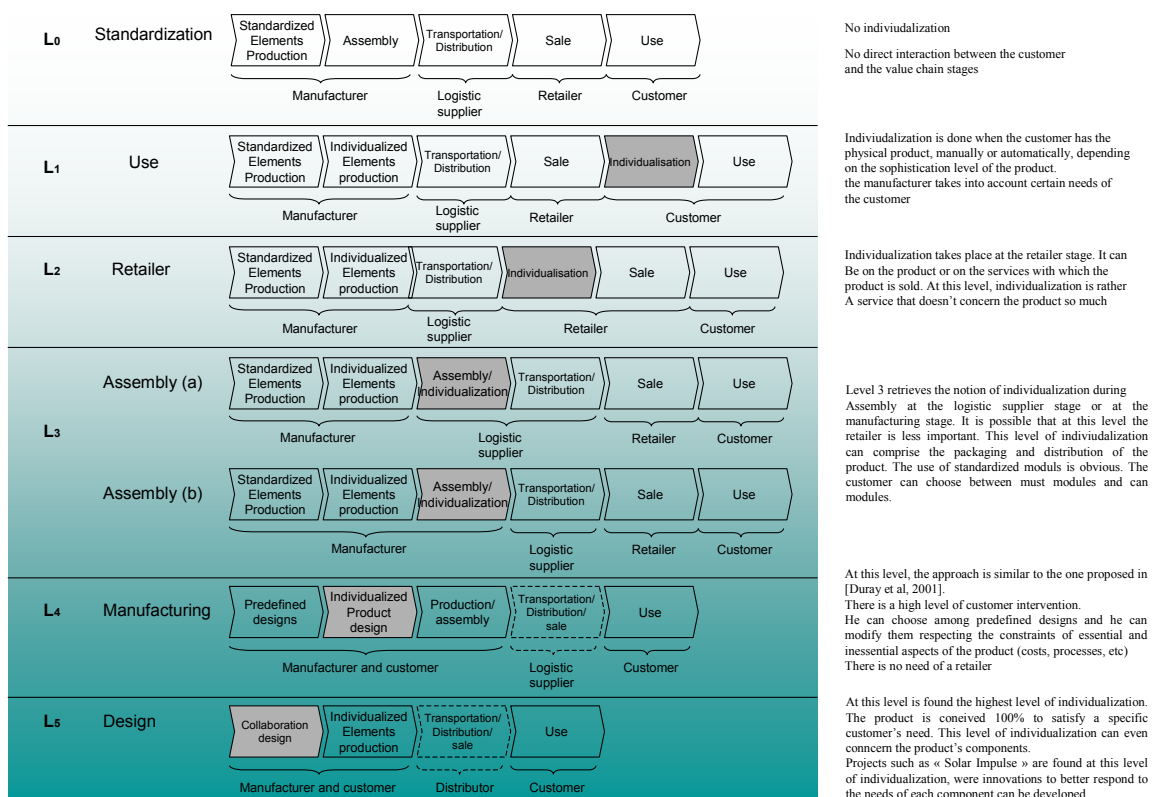 L0
Standardization
Standardized
Elements
Production
Assembly
Transportation/
Distribution
Sale
Use
Manufacturer
Logistic
supplier
Retailer
Customer
No indiviudalization
No direct interaction between the customer
and the value chain stages
L1
Use
Standardized
Elements
Production
Individualized
Elements
production
Transportation/
Distribution
Sale
Individualisation
Use
Manufacturer
Logistic
supplier
Retailer
Customer
Indiviudalization is done when the customer has the
physical product, manually or automatically, depending
on the sophistication level of the product.
the manufacturer takes into account certain needs of
the customer
L2
Retailer
Standardized
Elements
Production
Individualized
Elements
production
Transportation/
Distribution
Individualisation
Sale
Use
Manufacturer
Logistic
supplier
Retailer
Customer
Individualization takes place at the retailer stage. It can
Be on the product or on the services with which the
product is sold. At this level, individualization is rather
A service that doesn't concern the product so much
L3
Assembly (a)
Standardized
Elements
Production
Individualized
Elements
production
Assembly/
Individualization
Transportation/
Distribution
Sale
Use
Manufacturer
Logistic
supplier
Retailer
Customer
Assembly (b)
Standardized
Elements
Production
Individualized
Elements
production
Assembly/
Individualization
Transportation/
Distribution
Sale
Use
Manufacturer
Logistic
supplier
Retailer
Customer
Level 3 retrieves the notion of individualization during
Assembly at the logistic supplier stage or at the
manufacturing stage. It is possible that at this level the
retailer is less important. This level of indiviudalization
can comprise the packaging and distribution of the
product. The use of standardized moduls is obvious. The
customer can choose between must modules and can
modules.
L4
Manufacturing
Predefined
designs
Individualized
Product
design
Production/
assembly
Transportation/
Distribution/
sale
Use
Manufacturer and customer
Logistic
supplier
Customer
At this level, the approach is similar to the one proposed in
[Duray et al, 2001].
There is a high level of customer intervention.
He can choose among predefined designs and he can
modify them respecting the constraints of essential and
inessential aspects of the product (costs, processes, etc)
There is no need of a retailer
L5
Design
Collaboration
design
Individualized
Elements
production
Transportation/
Distribution/
sale
Use
Manufacturer and customer
Distributor
Customer
At this level is found the highest level of individualization.
The product is coneived 100% to satisfy a specific
customer's need. This level of individualization can even
conncern the product's components.
Projects such as « Solar Impulse » are found at this level
of individualization, were innovations to better respond to
the needs of each component can be developed